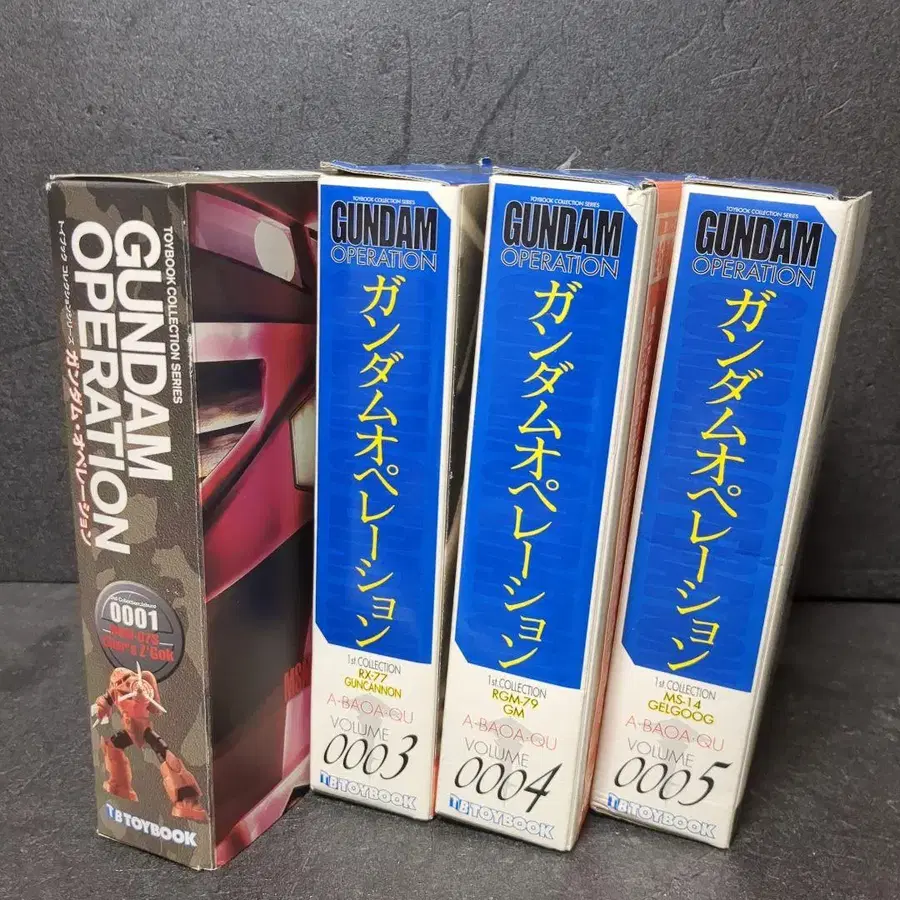 TOYBOOK COLLECTION SERIES
GUNDAM
OPERATION
トイブック コレクションシリーズ ガンダム・オペレーション
0001
Z'Gok
TB TOYBOOK
TOYBOOK COLLECTION SERIES
GUNDAM
OPERATION
ガンダムオペレーション
1st.COLLECTION
RX-77
GUNCANNON
A-BAOA-QU
VOLUME
0003
TB TOYBOOK
TOYBOOK COLLECTION SERIES
GUNDAM
OPERATION
ガンダムオペレーション
1st.COLLECTION
RGM-79
GM
A-BAOA-QU
VOLUME
0004
TB TOYBOOK
TOYBOOK COLLECTION SERIES
GUNDAM
OPERATION
ガンダムオペレーション
1st.COLLECTION
MS-14
GELGOOG
A-BAOA-QU
VOLUME
0005
TB TOYBOOK